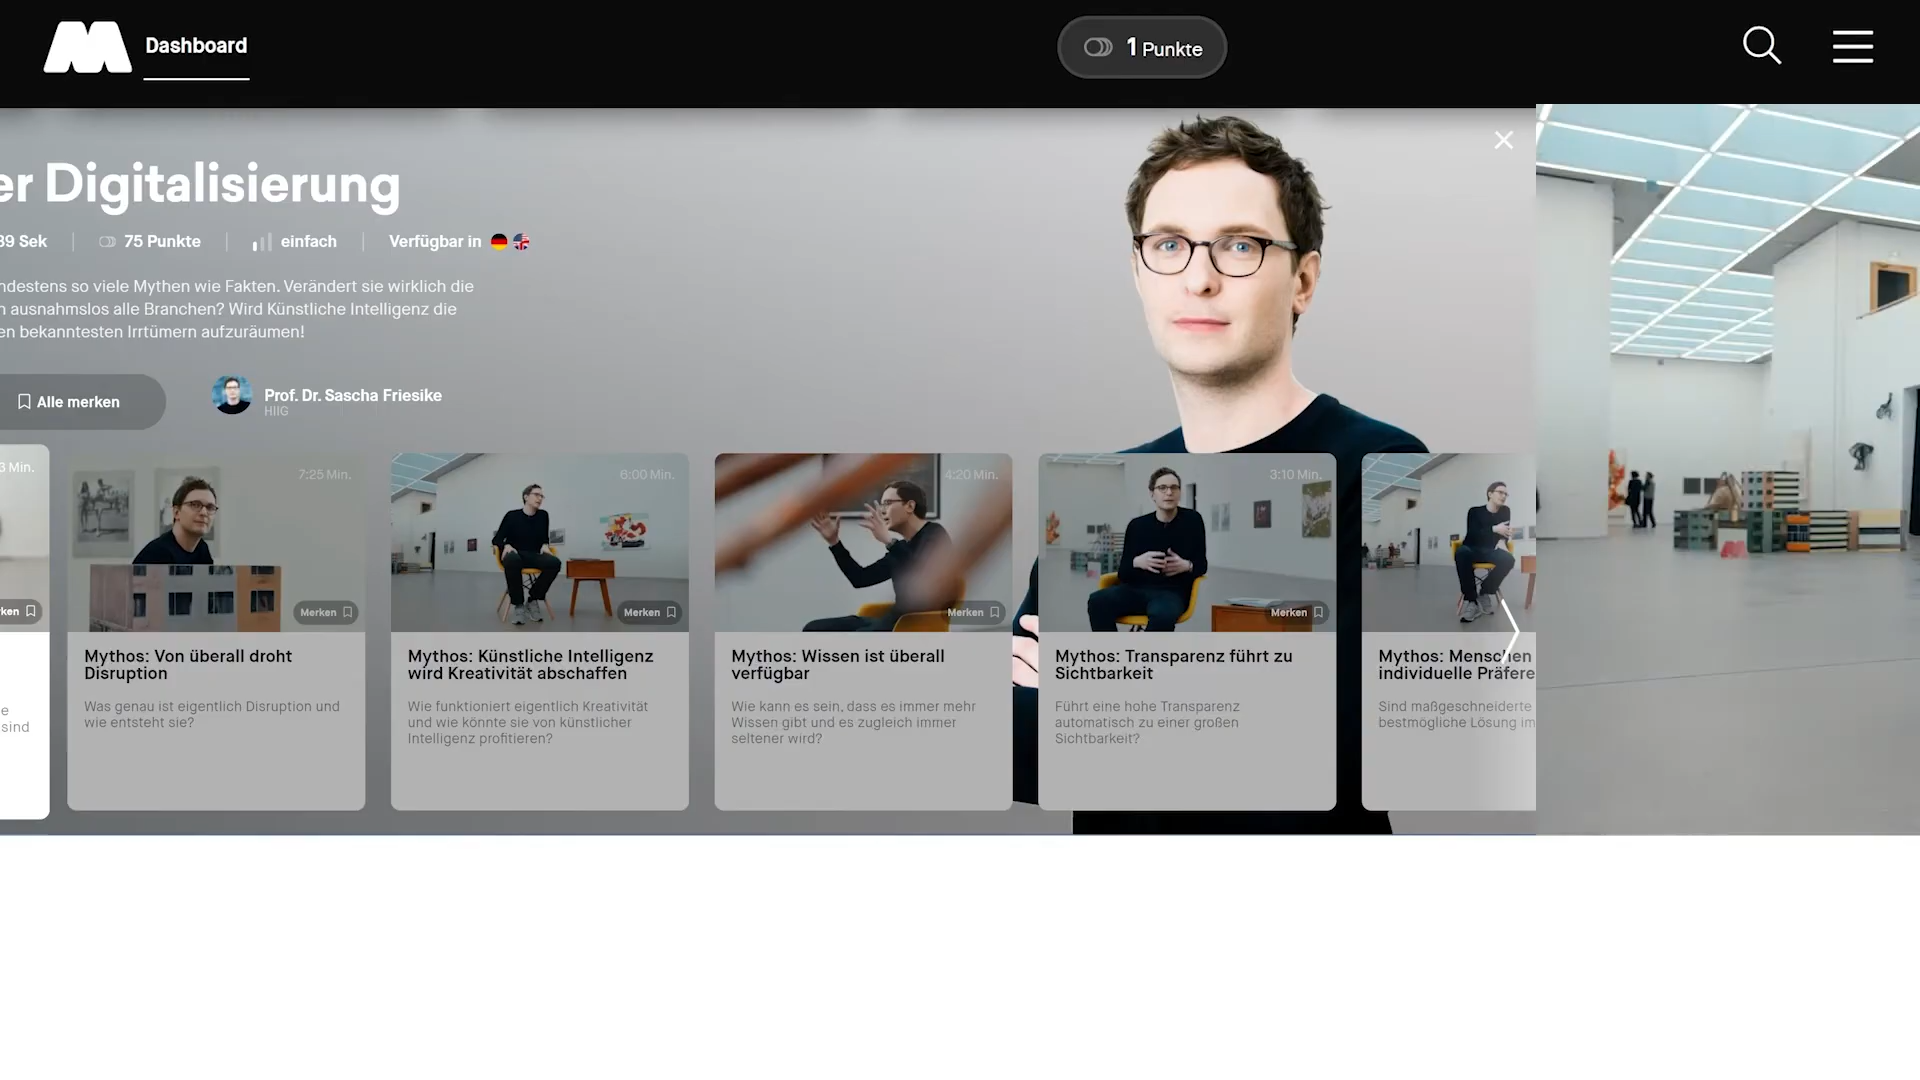 Dashboard
1 Punkte
er Digitalisierung
39 Sek
75 Punkte
einfach
Verfügbar in
ndestens so viele Mythen wie Fakten. Verändert sie wirklich die
n ausnahmslos alle Branchen? Wird Künstliche Intelligenz die
en bekanntesten Irrtümern aufzuräumen!
Alle merken
Prof. Dr. Sascha Friesike
HIIG
3 Min.
rken
e
sind
7:25 Min.
Merken
Mythos: Von überall droht
Disruption
Was genau ist eigentlich Disruption und
wie entsteht sie?
6:00 Min.
Merken
Mythos: Künstliche Intelligenz
wird Kreativität abschaffen
Wie funktioniert eigentlich Kreativität
und wie könnte sie von künstlicher
Intelligenz profitieren?
4:20 Min.
Merken
Mythos: Wissen ist überall
verfügbar
Wie kann es sein, dass es immer mehr
Wissen gibt und es zugleich immer
seltener wird?
3:10 Min.
Merken
Mythos: Transparenz führt zu
Sichtbarkeit
Führt eine hohe Transparenz
automatisch zu einer großen
Sichtbarkeit?
Mythos: Menschen
individuelle Präfere
Sind maßgeschneiderte
bestmögliche Lösung im